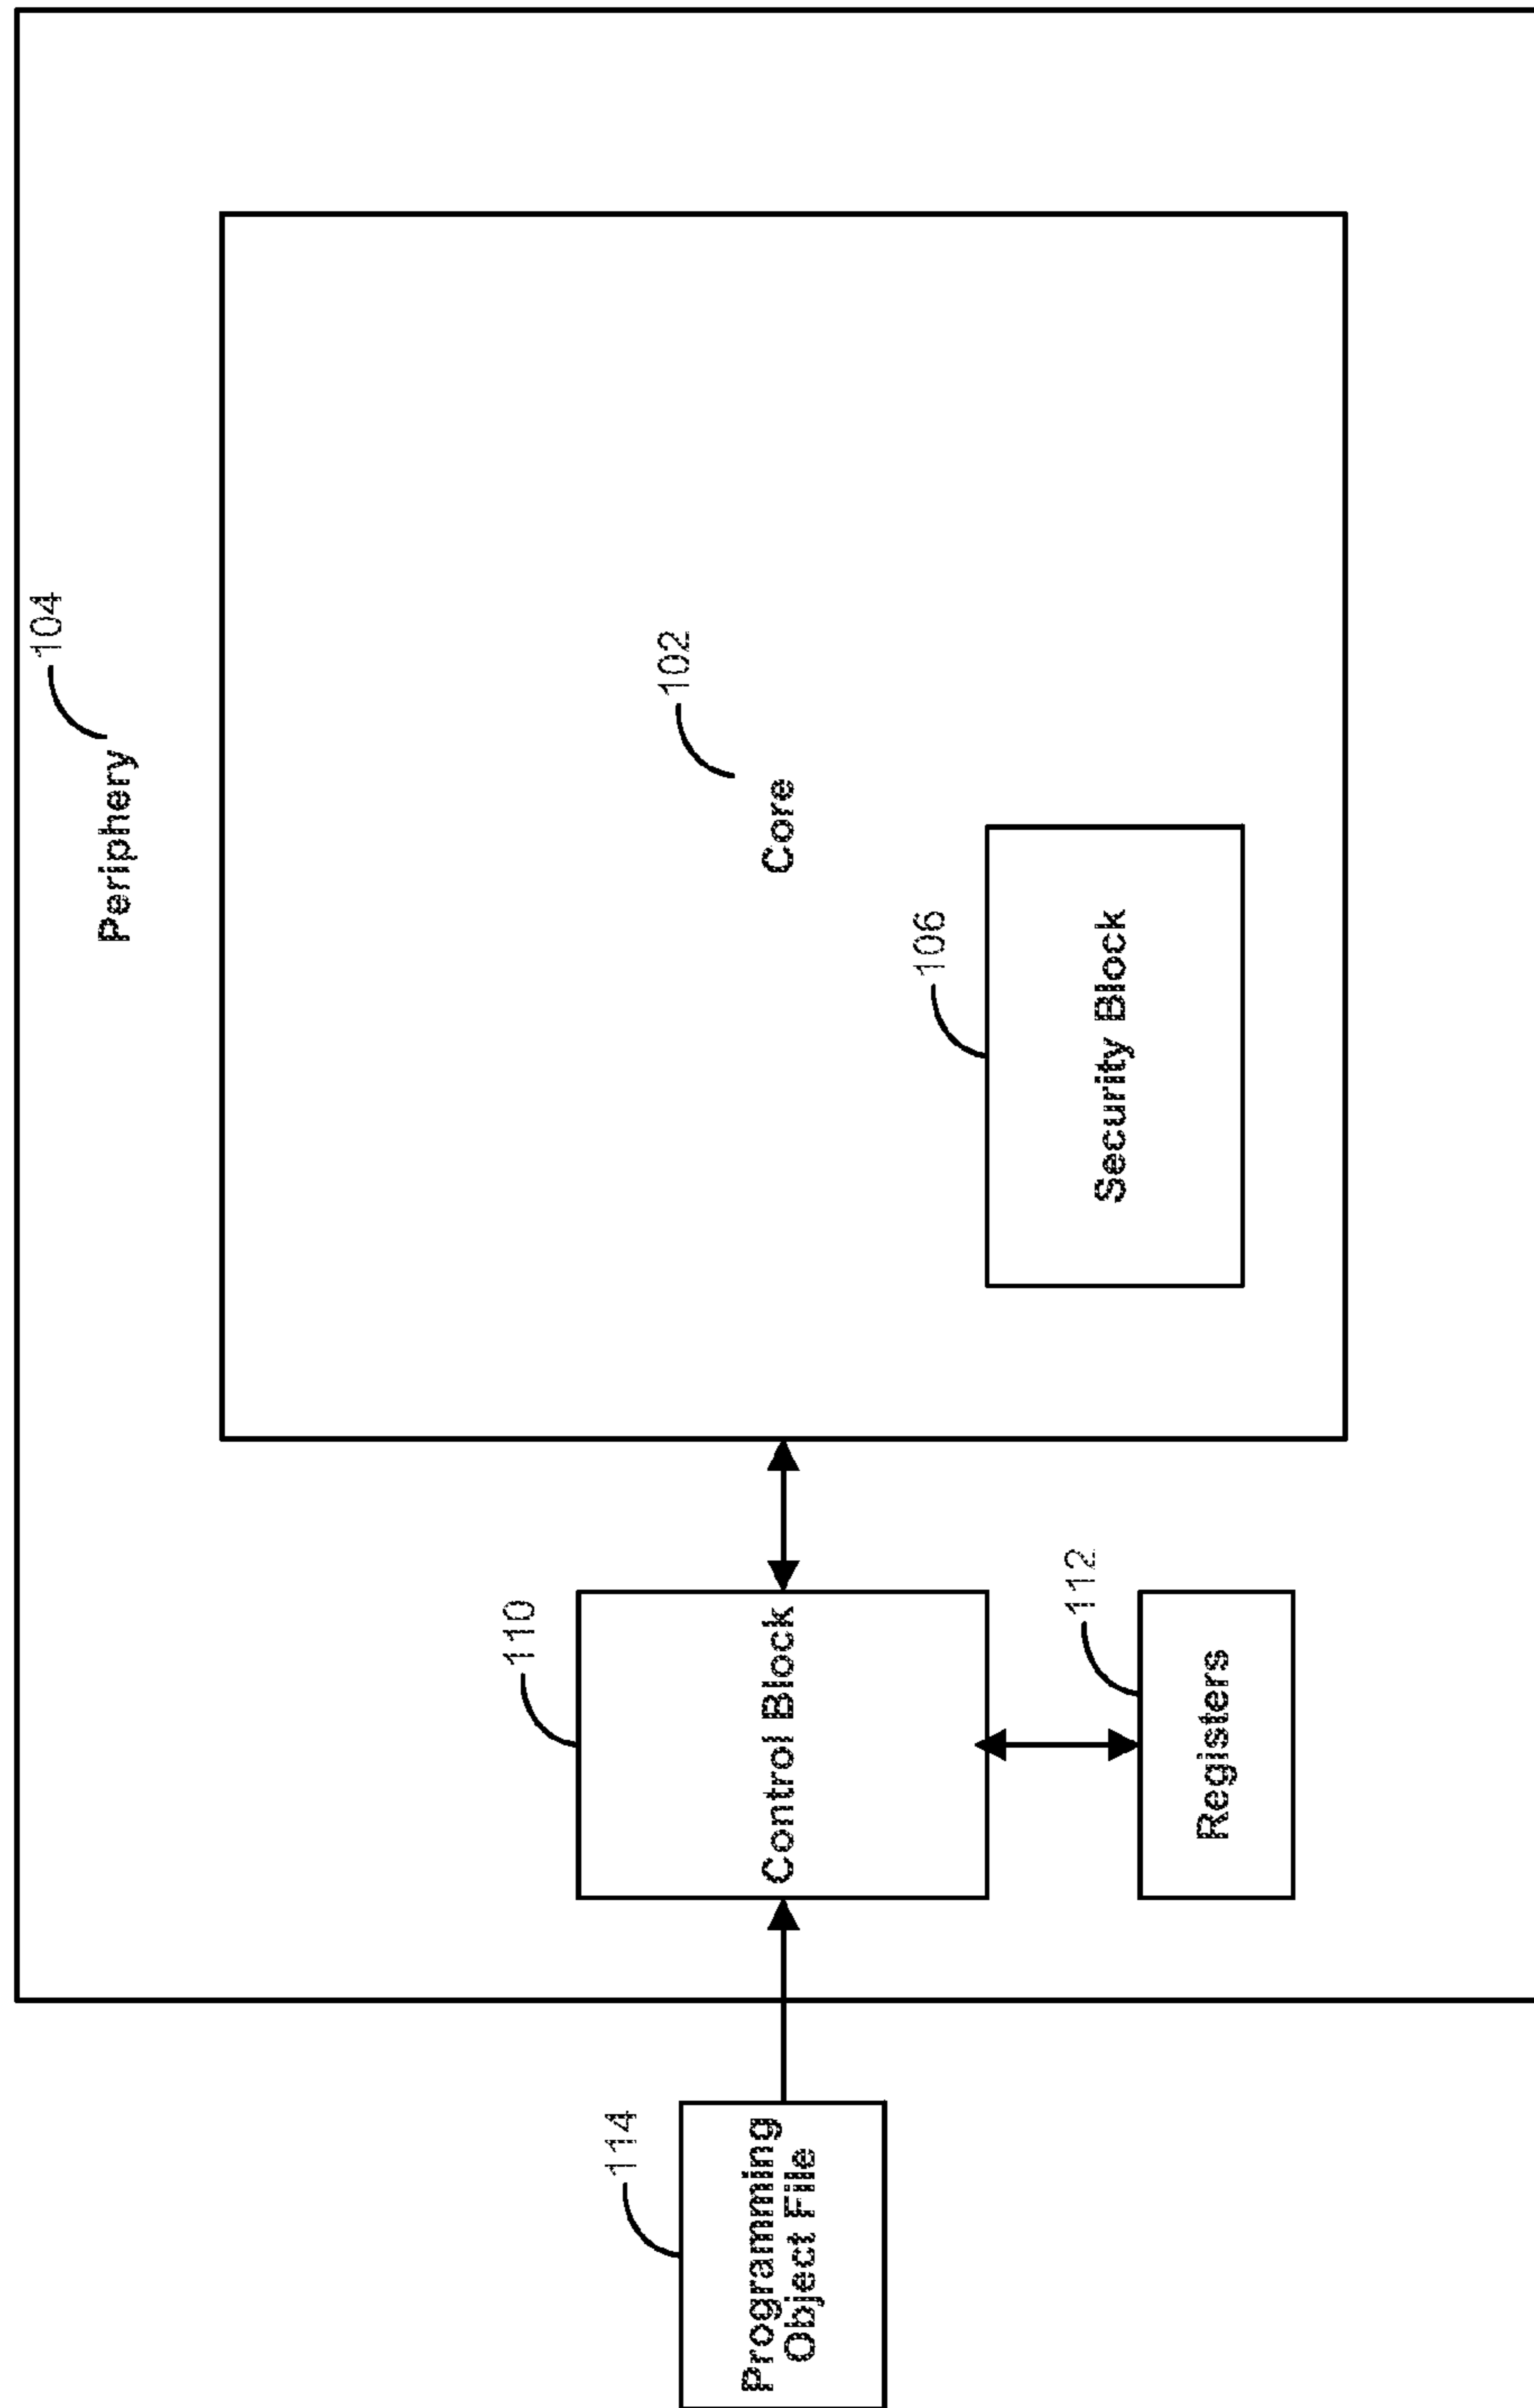 104
Periphery
102
Core
106
Security Block
110
Control Block
112
Registers
114
Programming
Object File